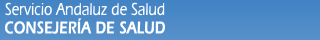 Servicio Andaluz de Salud
CONSEJERÍA DE SALUD